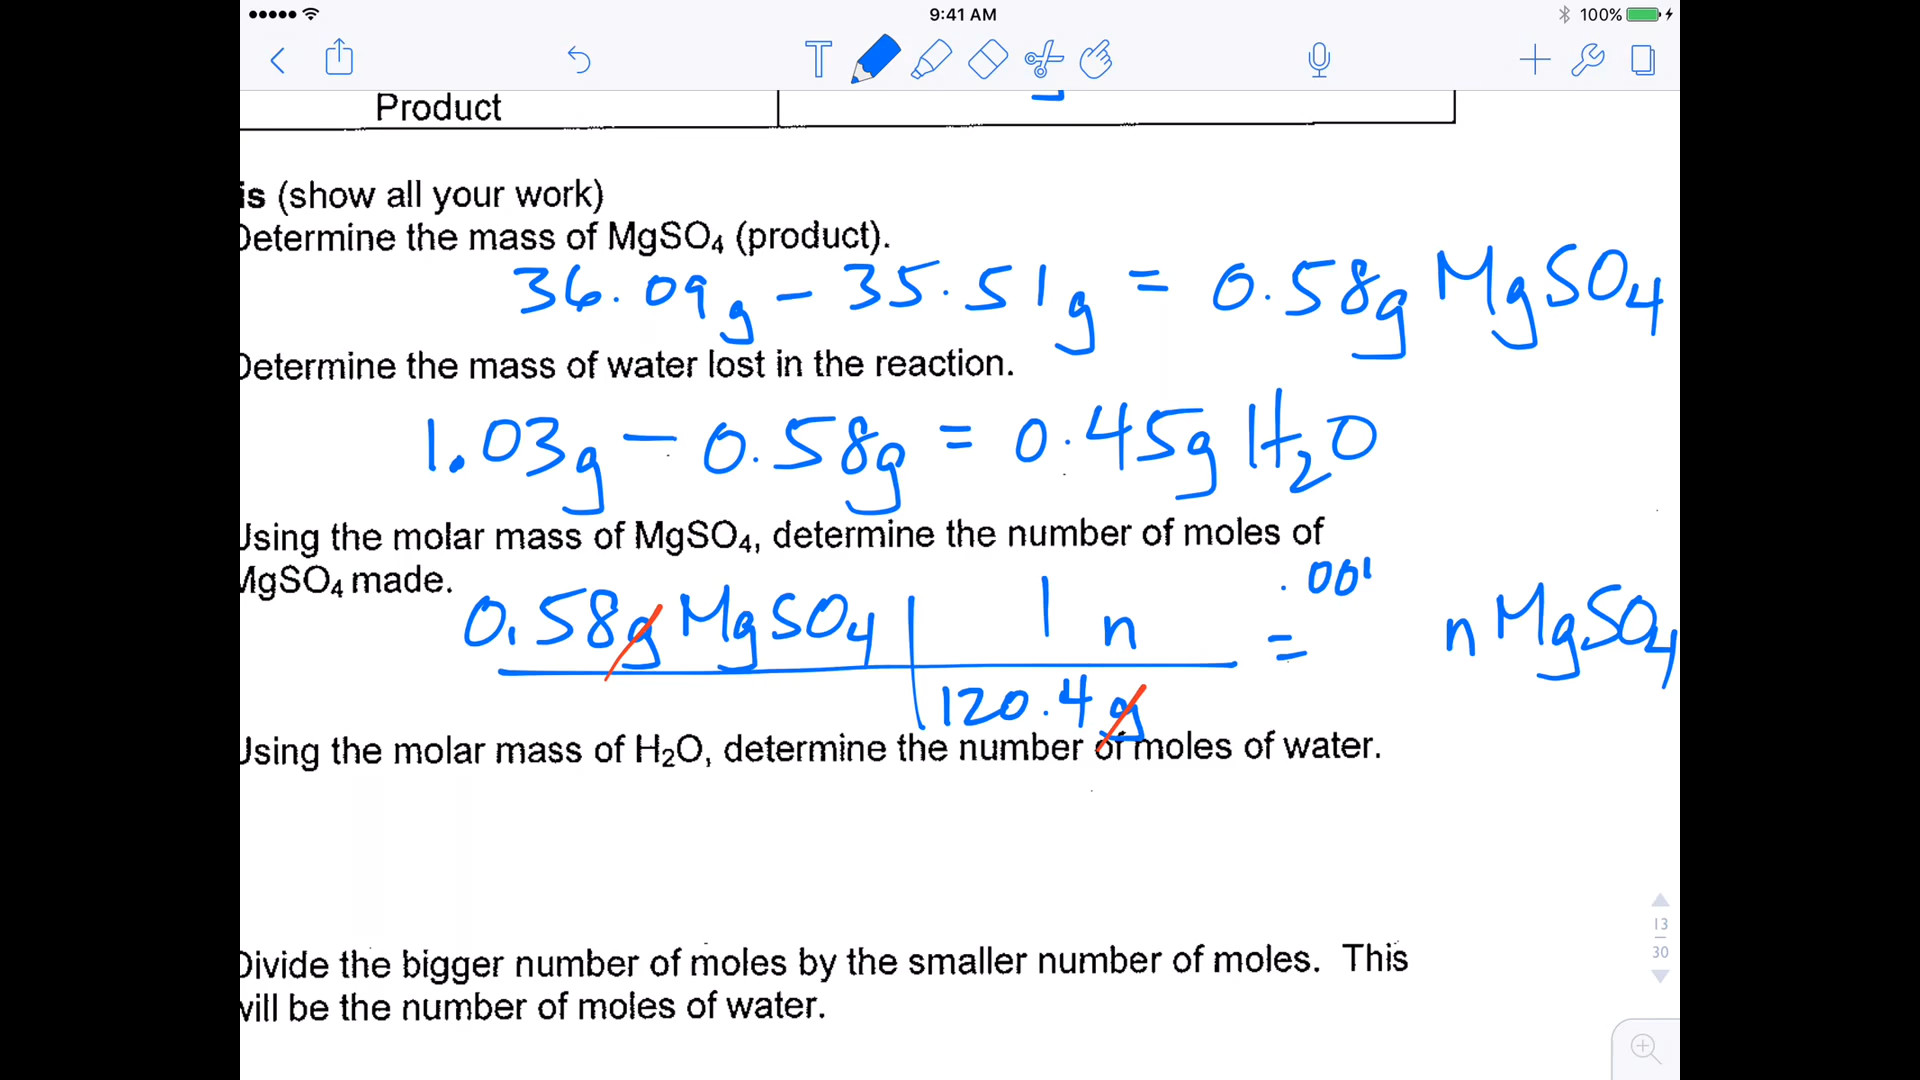 9:41 AM
100%
T
Product
is (show all your work)
Determine the mass of MgSO₄ (product).
36.09g - 35.51g = 0.58g MgSO₄
Determine the mass of water lost in the reaction.
1.03g - 0.58g = 0.45g H₂O
Using the molar mass of MgSO₄, determine the number of moles of
MgSO₄ made.
0.58g MgSO₄ | 1 n = .00 n MgSO₄
120.4 g
Using the molar mass of H₂O, determine the number of moles of water.
Divide the bigger number of moles by the smaller number of moles. This
will be the number of moles of water.
13
30